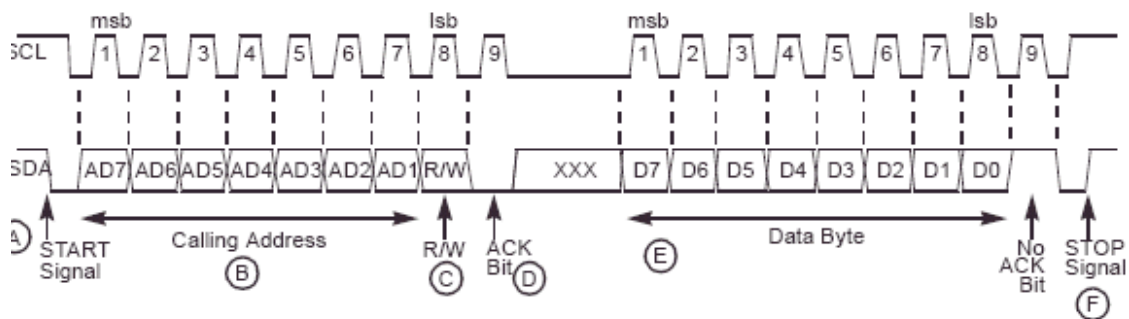 msb lsb msb lsb
SCL 1 2 3 4 5 6 7 8 9 1 2 3 4 5 6 7 8 9
SDA AD7 AD6 AD5 AD4 AD3 AD2 AD1 R/W XXX D7 D6 D5 D4 D3 D2 D1 D0
A START
Signal
Calling Address
B
R/W
C
ACK
Bit D
E
Data Byte
No
ACK
Bit
STOP
Signal
F